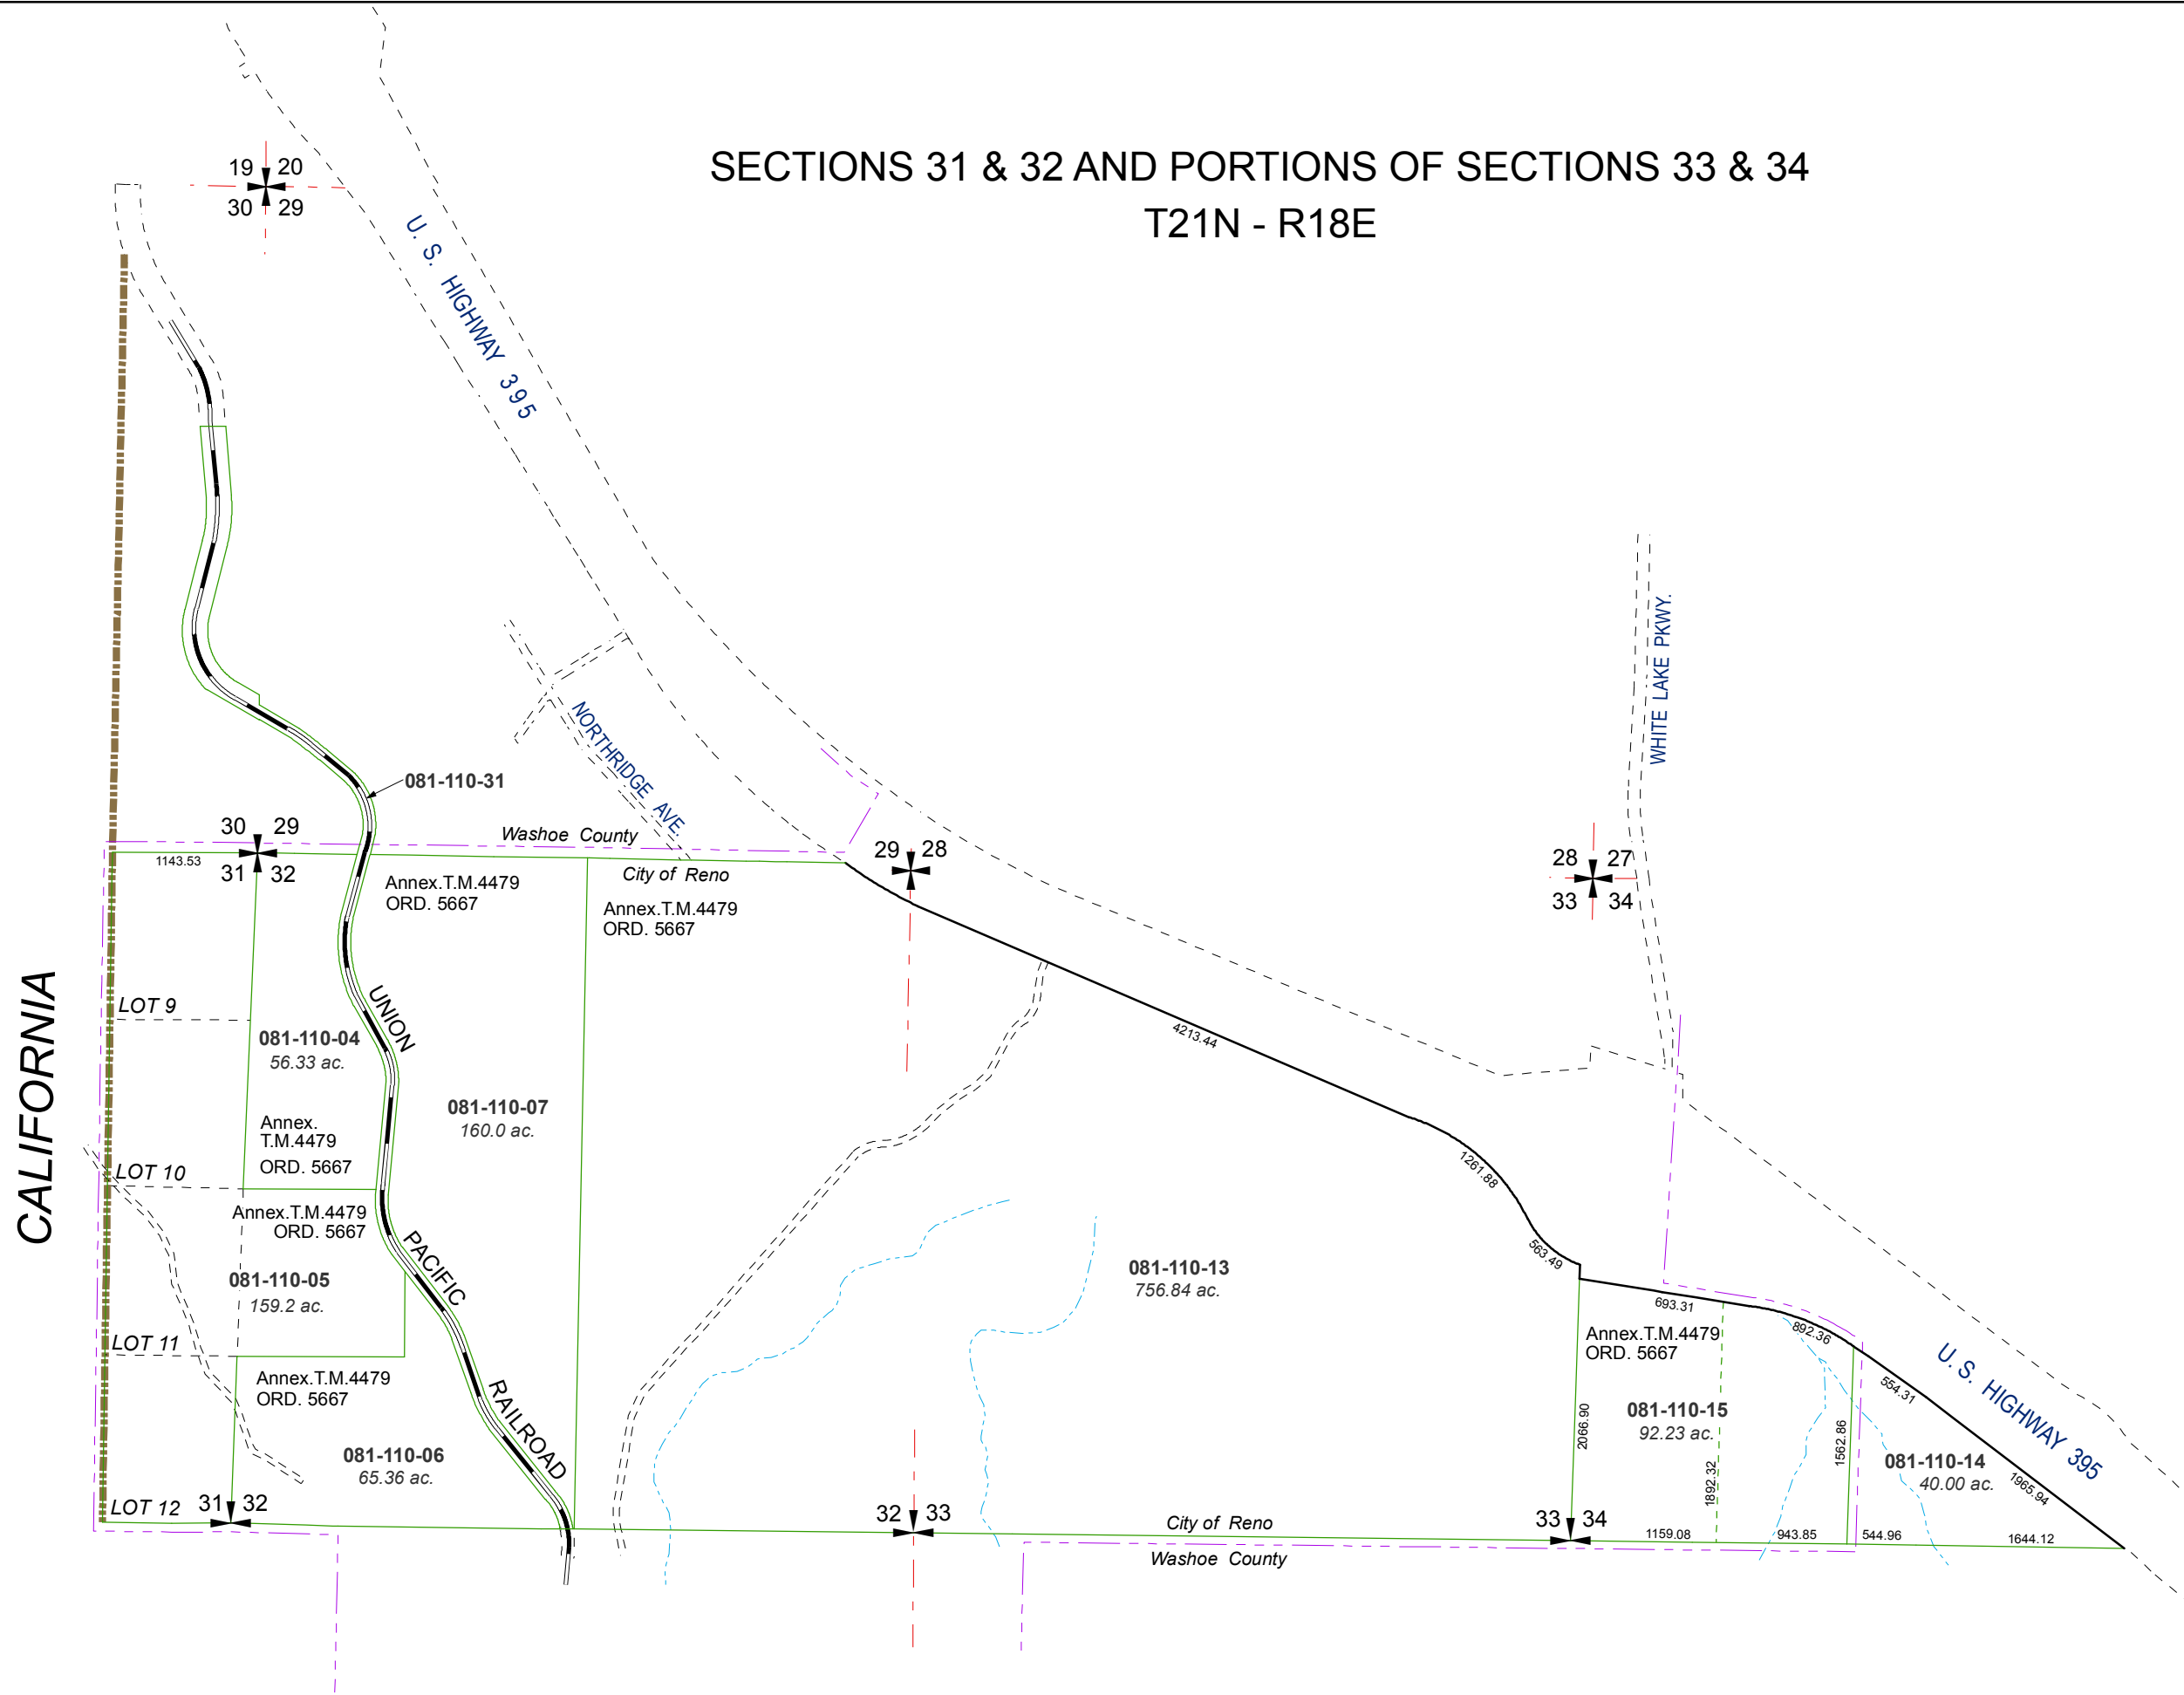 SECTIONS 31 & 32 AND PORTIONS OF SECTIONS 33 & 34
T21N - R18E
19 20
30 29
U. S. HIGHWAY 395
WHITE LAKE PKWY.
NORTHRIDGE AVE.
081-110-31
30 29
31 32
1143.53
Washoe County
City of Reno
29 28
28 27
33 34
Annex.T.M.4479
ORD. 5667
Annex.T.M.4479
ORD. 5667
CALIFORNIA
LOT 9
081-110-04
56.33 ac.
UNION
4213.44
081-110-07
160.0 ac.
Annex.
T.M.4479
ORD. 5667
LOT 10
1261.88
Annex.T.M.4479
ORD. 5667
PACIFIC
563.49
081-110-13
756.84 ac.
081-110-05
159.2 ac.
693.31
892.36
LOT 11
Annex.T.M.4479
ORD. 5667
Annex.T.M.4479
ORD. 5667
554.31
U. S. HIGHWAY 395
RAILROAD
2066.90
081-110-15
92.23 ac.
1892.32
1562.86
081-110-14
40.00 ac.
1965.94
081-110-06
65.36 ac.
LOT 12
31 32
32 33
City of Reno
Washoe County
33 34
1159.08
943.85
544.96
1644.12